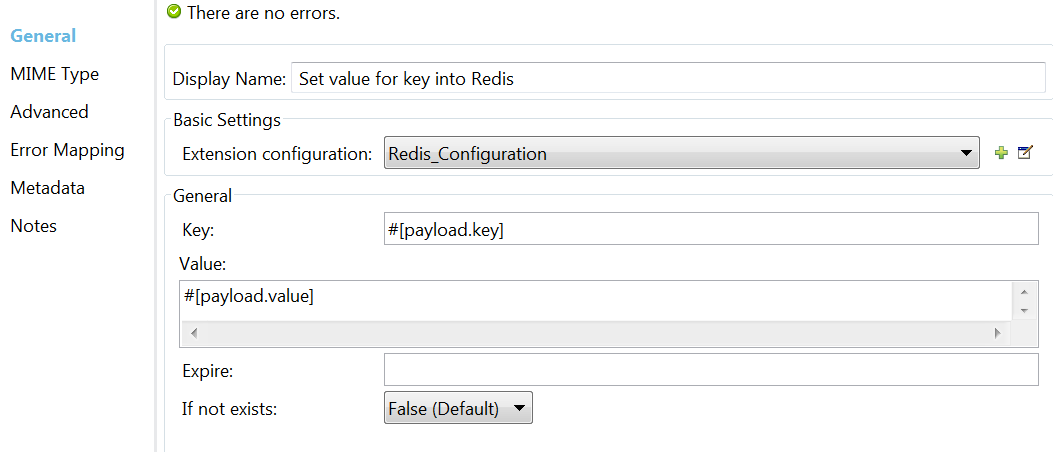 There are no errors.
General
MIME Type
Advanced
Error Mapping
Metadata
Notes
Display Name: Set value for key into Redis
Basic Settings
Extension configuration: Redis_Configuration
General
Key: #[payload.key]
Value:
#[payload.value]
Expire:
If not exists: False (Default)